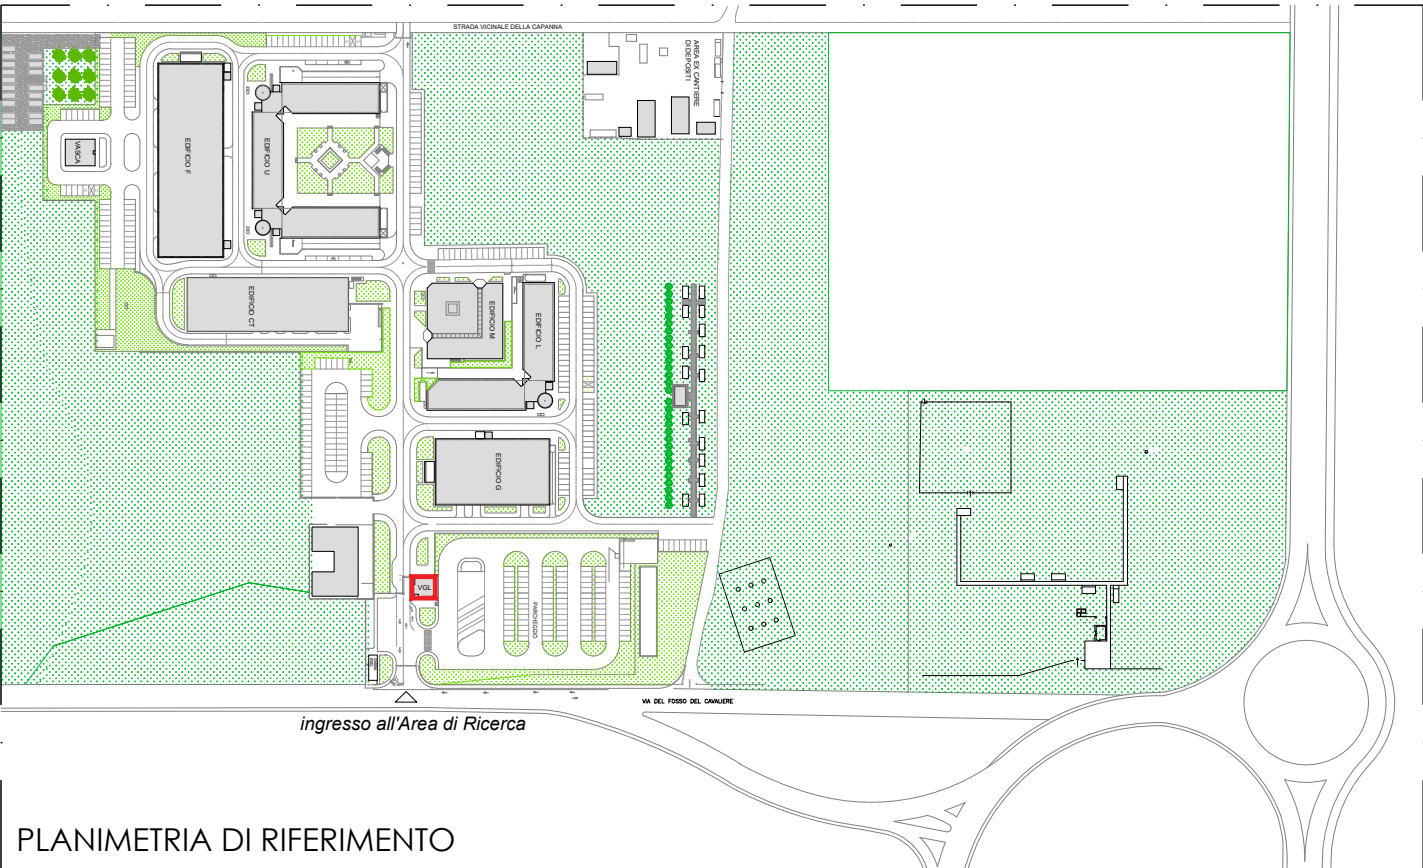 STRADA VICINALE DELLA CAPANNA
AREA EX CANTIERE
DI DEPOSITI
VASCA
EDIFICIO F
EDIFICIO U
EDIFICIO CT
EDIFICIO M
EDIFICIO L
EDIFICIO G
VGL
PARCHEGGIO
VIA DEL FOSSO DEL CAVALIERE
ingresso all'Area di Ricerca
PLANIMETRIA DI RIFERIMENTO